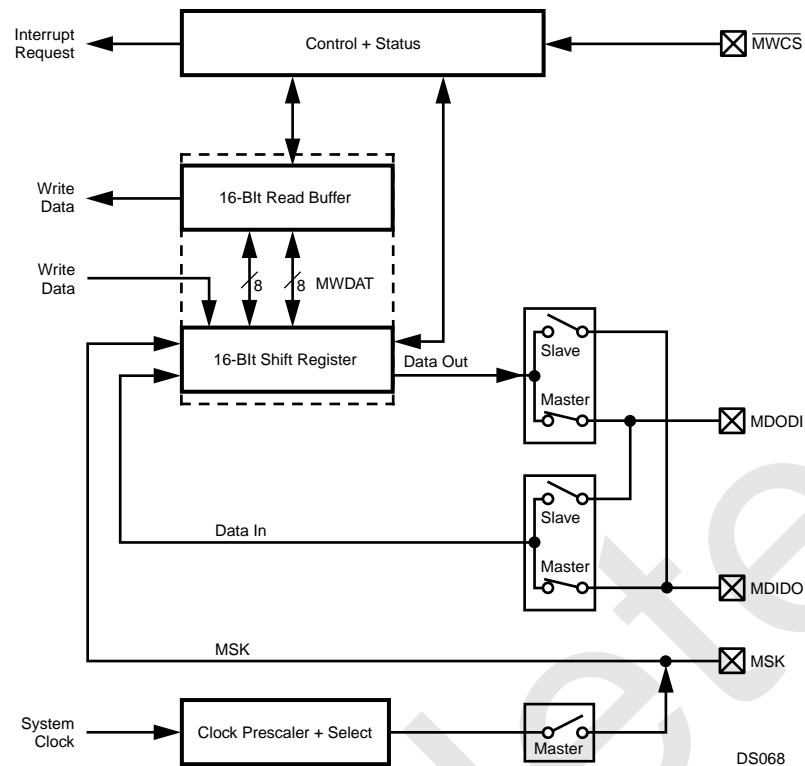 Interrupt
Request
Control + Status
MWCS
Write
Data
16-BIt Read Buffer
Write
Data
8
8
MWDAT
16-BIt Shift Register
Data Out
Slave
Master
MDODI
Slave
Data In
Master
MDIDO
MSK
MSK
System
Clock
Clock Prescaler + Select
Master
DS068